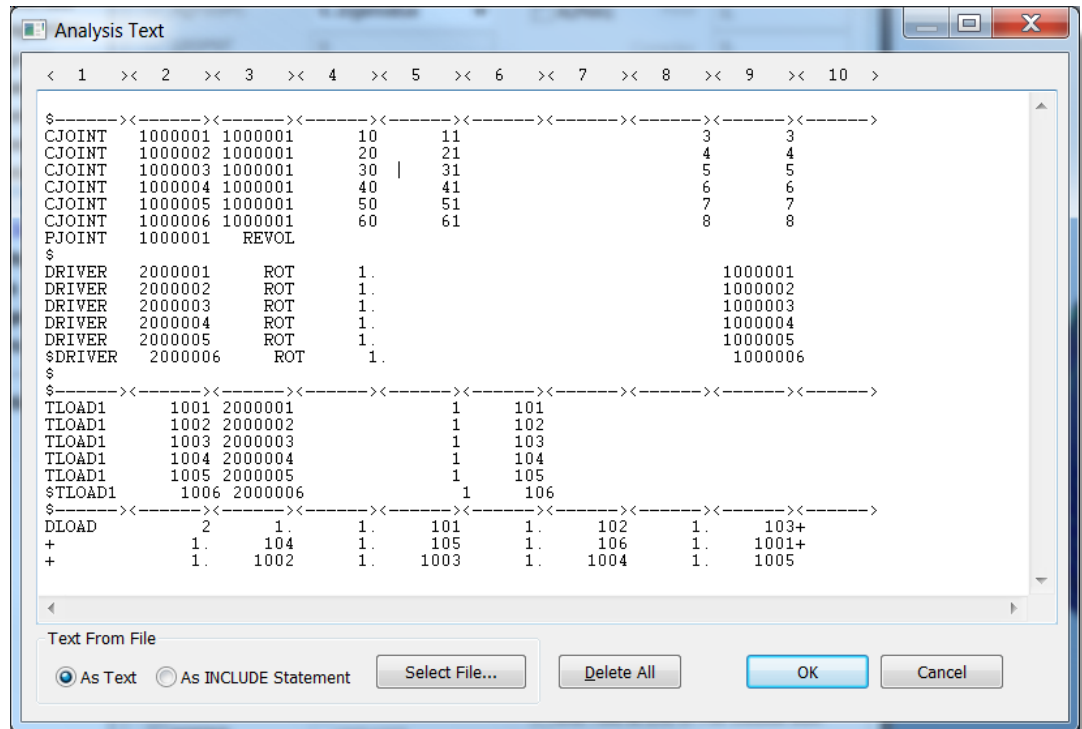 Analysis Text
<  1    ><  2    ><  3    ><  4    ><  5    ><  6    ><  7    ><  8    ><  9    ><  10  >
$------><------><------><------><------><------><------><------><------><------>
CJOINT   1000001 1000001      10      11                               3       3
CJOINT   1000002 1000001      20      21                               4       4
CJOINT   1000003 1000001      30      31                               5       5
CJOINT   1000004 1000001      40      41                               6       6
CJOINT   1000005 1000001      50      51                               7       7
CJOINT   1000006 1000001      60      61                               8       8
PJOINT   1000001   REVOL
$
DRIVER   2000001     ROT      1.                                 1000001
DRIVER   2000002     ROT      1.                                 1000002
DRIVER   2000003     ROT      1.                                 1000003
DRIVER   2000004     ROT      1.                                 1000004
DRIVER   2000005     ROT      1.                                 1000005
$DRIVER   2000006     ROT      1.                                 1000006
$
$------><------><------><------><------><------><------><------><------><------>
TLOAD1      1001 2000001               1     101
TLOAD1      1002 2000002               1     102
TLOAD1      1003 2000003               1     103
TLOAD1      1004 2000004               1     104
TLOAD1      1005 2000005               1     105
$TLOAD1      1006 2000006               1     106
$------><------><------><------><------><------><------><------><------><------>
DLOAD          2      1.      1.     101      1.     102      1.     103+
+             1.     104      1.     105      1.     106      1.    1001+
+             1.    1002      1.    1003      1.    1004      1.    1005
Text From File
As Text As INCLUDE Statement Select File... Delete All OK Cancel